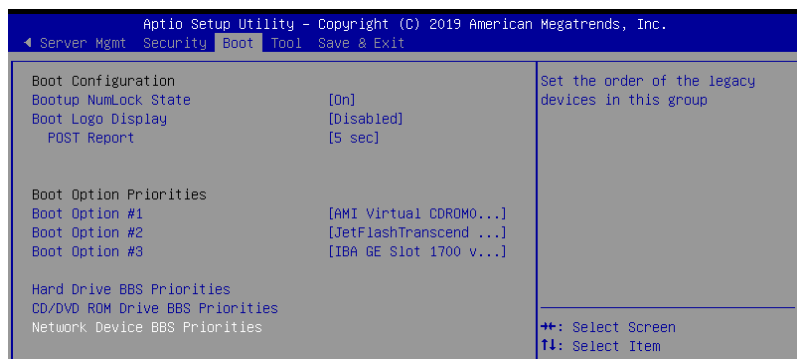 Aptio Setup Utility – Copyright (C) 2019 American Megatrends, Inc.
Server Mgmt Security Boot Tool Save & Exit
Boot Configuration
Bootup NumLock State [On]
Boot Logo Display [Disabled]
POST Report [5 sec]
Boot Option Priorities
Boot Option #1 [AMI Virtual CDROM0...]
Boot Option #2 [JetFlashTranscend ...]
Boot Option #3 [IBA GE Slot 1700 v...]
Hard Drive BBS Priorities
CD/DVD ROM Drive BBS Priorities
Network Device BBS Priorities
Set the order of the legacy
devices in this group
→←: Select Screen
↑↓: Select Item